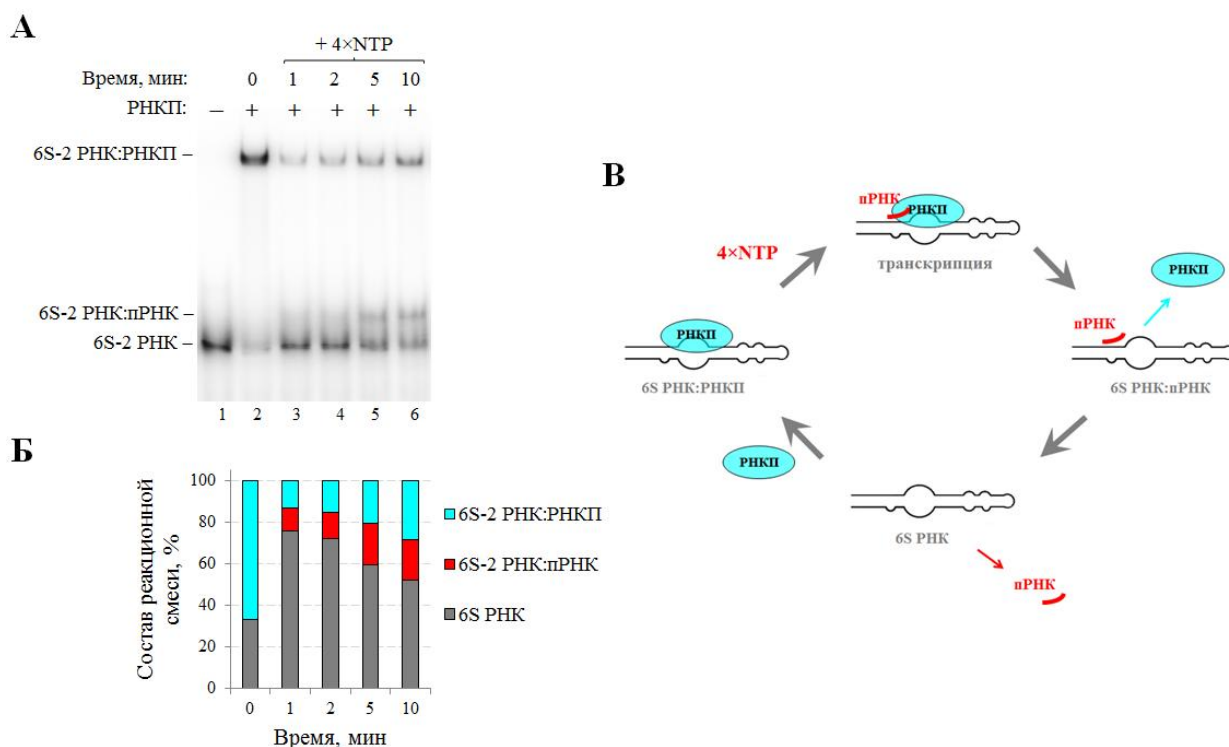 А
+ 4×NTP
Время, мин: 0 1 2 5 10
РНКП: – + + + + +
6S-2 РНК:РНКП –
6S-2 РНК:пРНК –
6S-2 РНК –
1 2 3 4 5 6
Б
Состав реакционной
смеси, %
100
80
60
40
20
0
0 1 2 5 10
Время, мин
6S-2 РНК:РНКП
6S-2 РНК:пРНК
6S РНК
В
пРНК
РНКП
транскрипция
4×NTP
РНКП
РНКП
6S РНК:РНКП
пРНК
6S РНК:пРНК
РНКП
6S РНК
пРНК